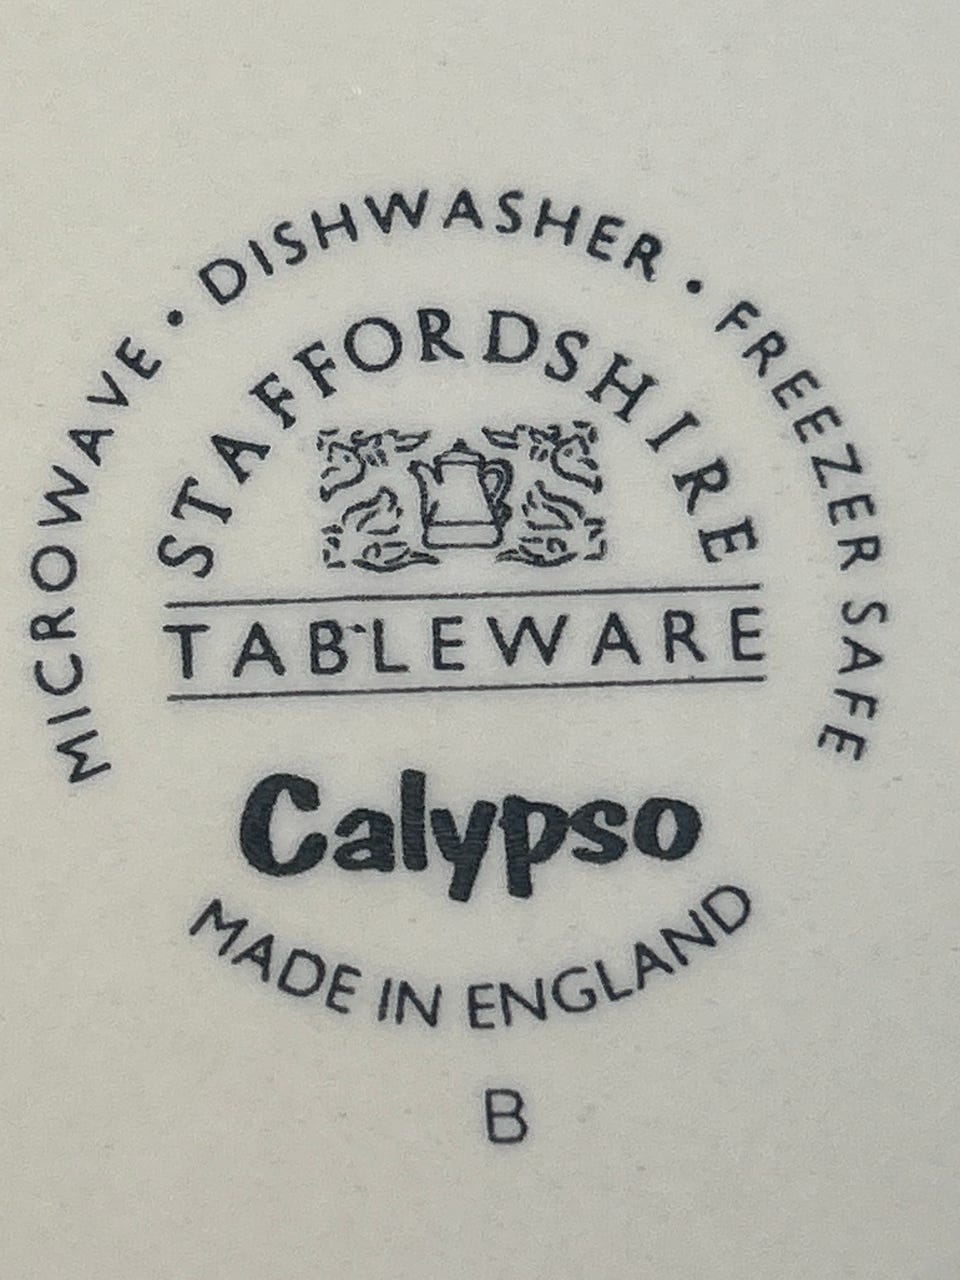 MICROWAVE • DISHWASHER • FREEZER SAFE
STAFFORDSHIRE
TABLEWARE
Calypso
MADE IN ENGLAND
B